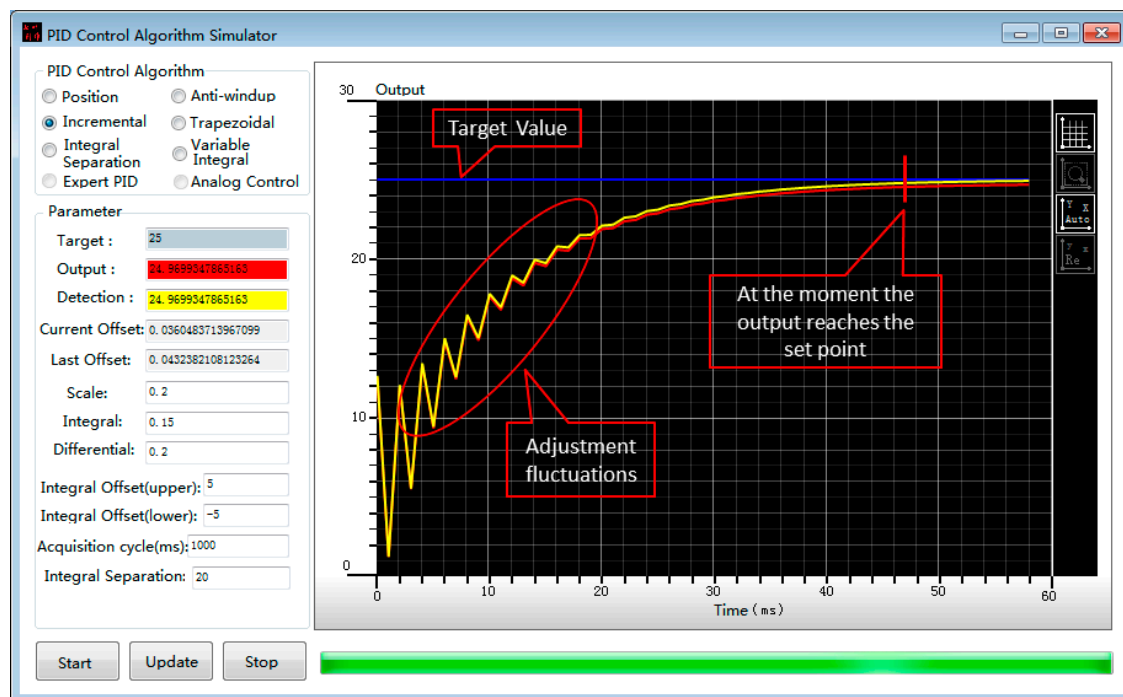 PID Control Algorithm Simulator
PID Control Algorithm
Position
Anti-windup
Incremental
Trapezoidal
Integral
Separation
Variable
Integral
Expert PID
Analog Control
Parameter
Target :
25
Output :
24.9699347865163
Detection :
24.9699347865163
Current Offset:
0.0360483713967099
Last Offset:
0.0432382108123264
Scale:
0.2
Integral:
0.15
Differential:
0.2
Integral Offset(upper):
5
Integral Offset(lower):
-5
Acquisition cycle(ms):
1000
Integral Separation:
20
Start
Update
Stop
Output
30
20
10
0
0
10
20
30
40
50
60
Time (ms)
Target Value
Adjustment
fluctuations
At the moment the
output reaches the
set point
Y X
Auto
Y X
Re